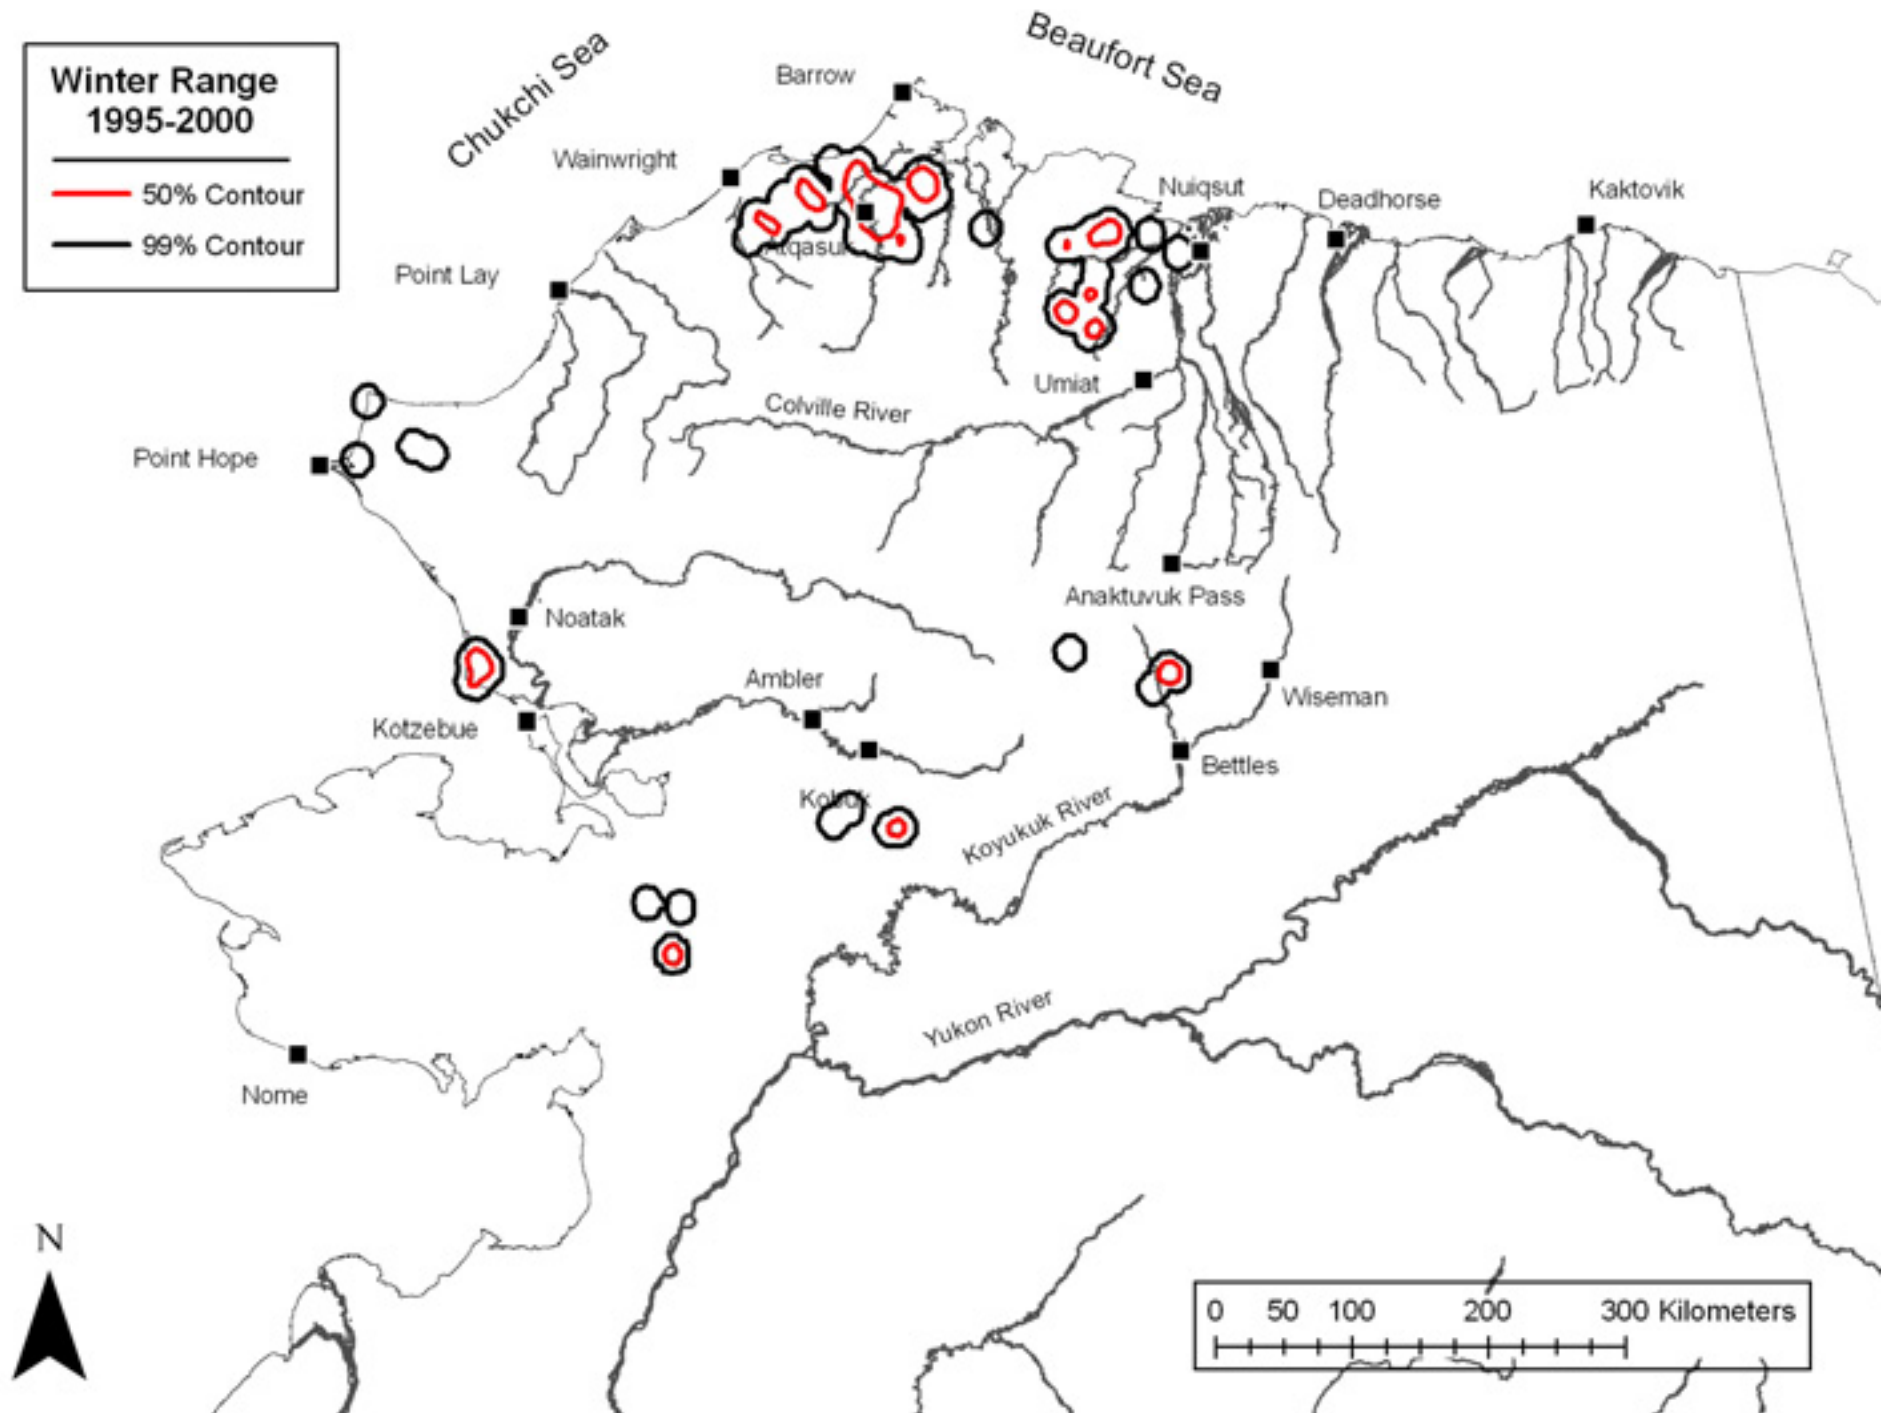 Winter Range
1995-2000
50% Contour
99% Contour
Chukchi Sea
Beaufort Sea
Barrow
Wainwright
Atqasuk
Nuiqsut
Deadhorse
Kaktovik
Point Lay
Umiat
Colville River
Point Hope
Anaktuvuk Pass
Noatak
Ambler
Wiseman
Kotzebue
Bettles
Kobuk
Koyukuk River
Yukon River
Nome
N
0 50 100 200 300 Kilometers